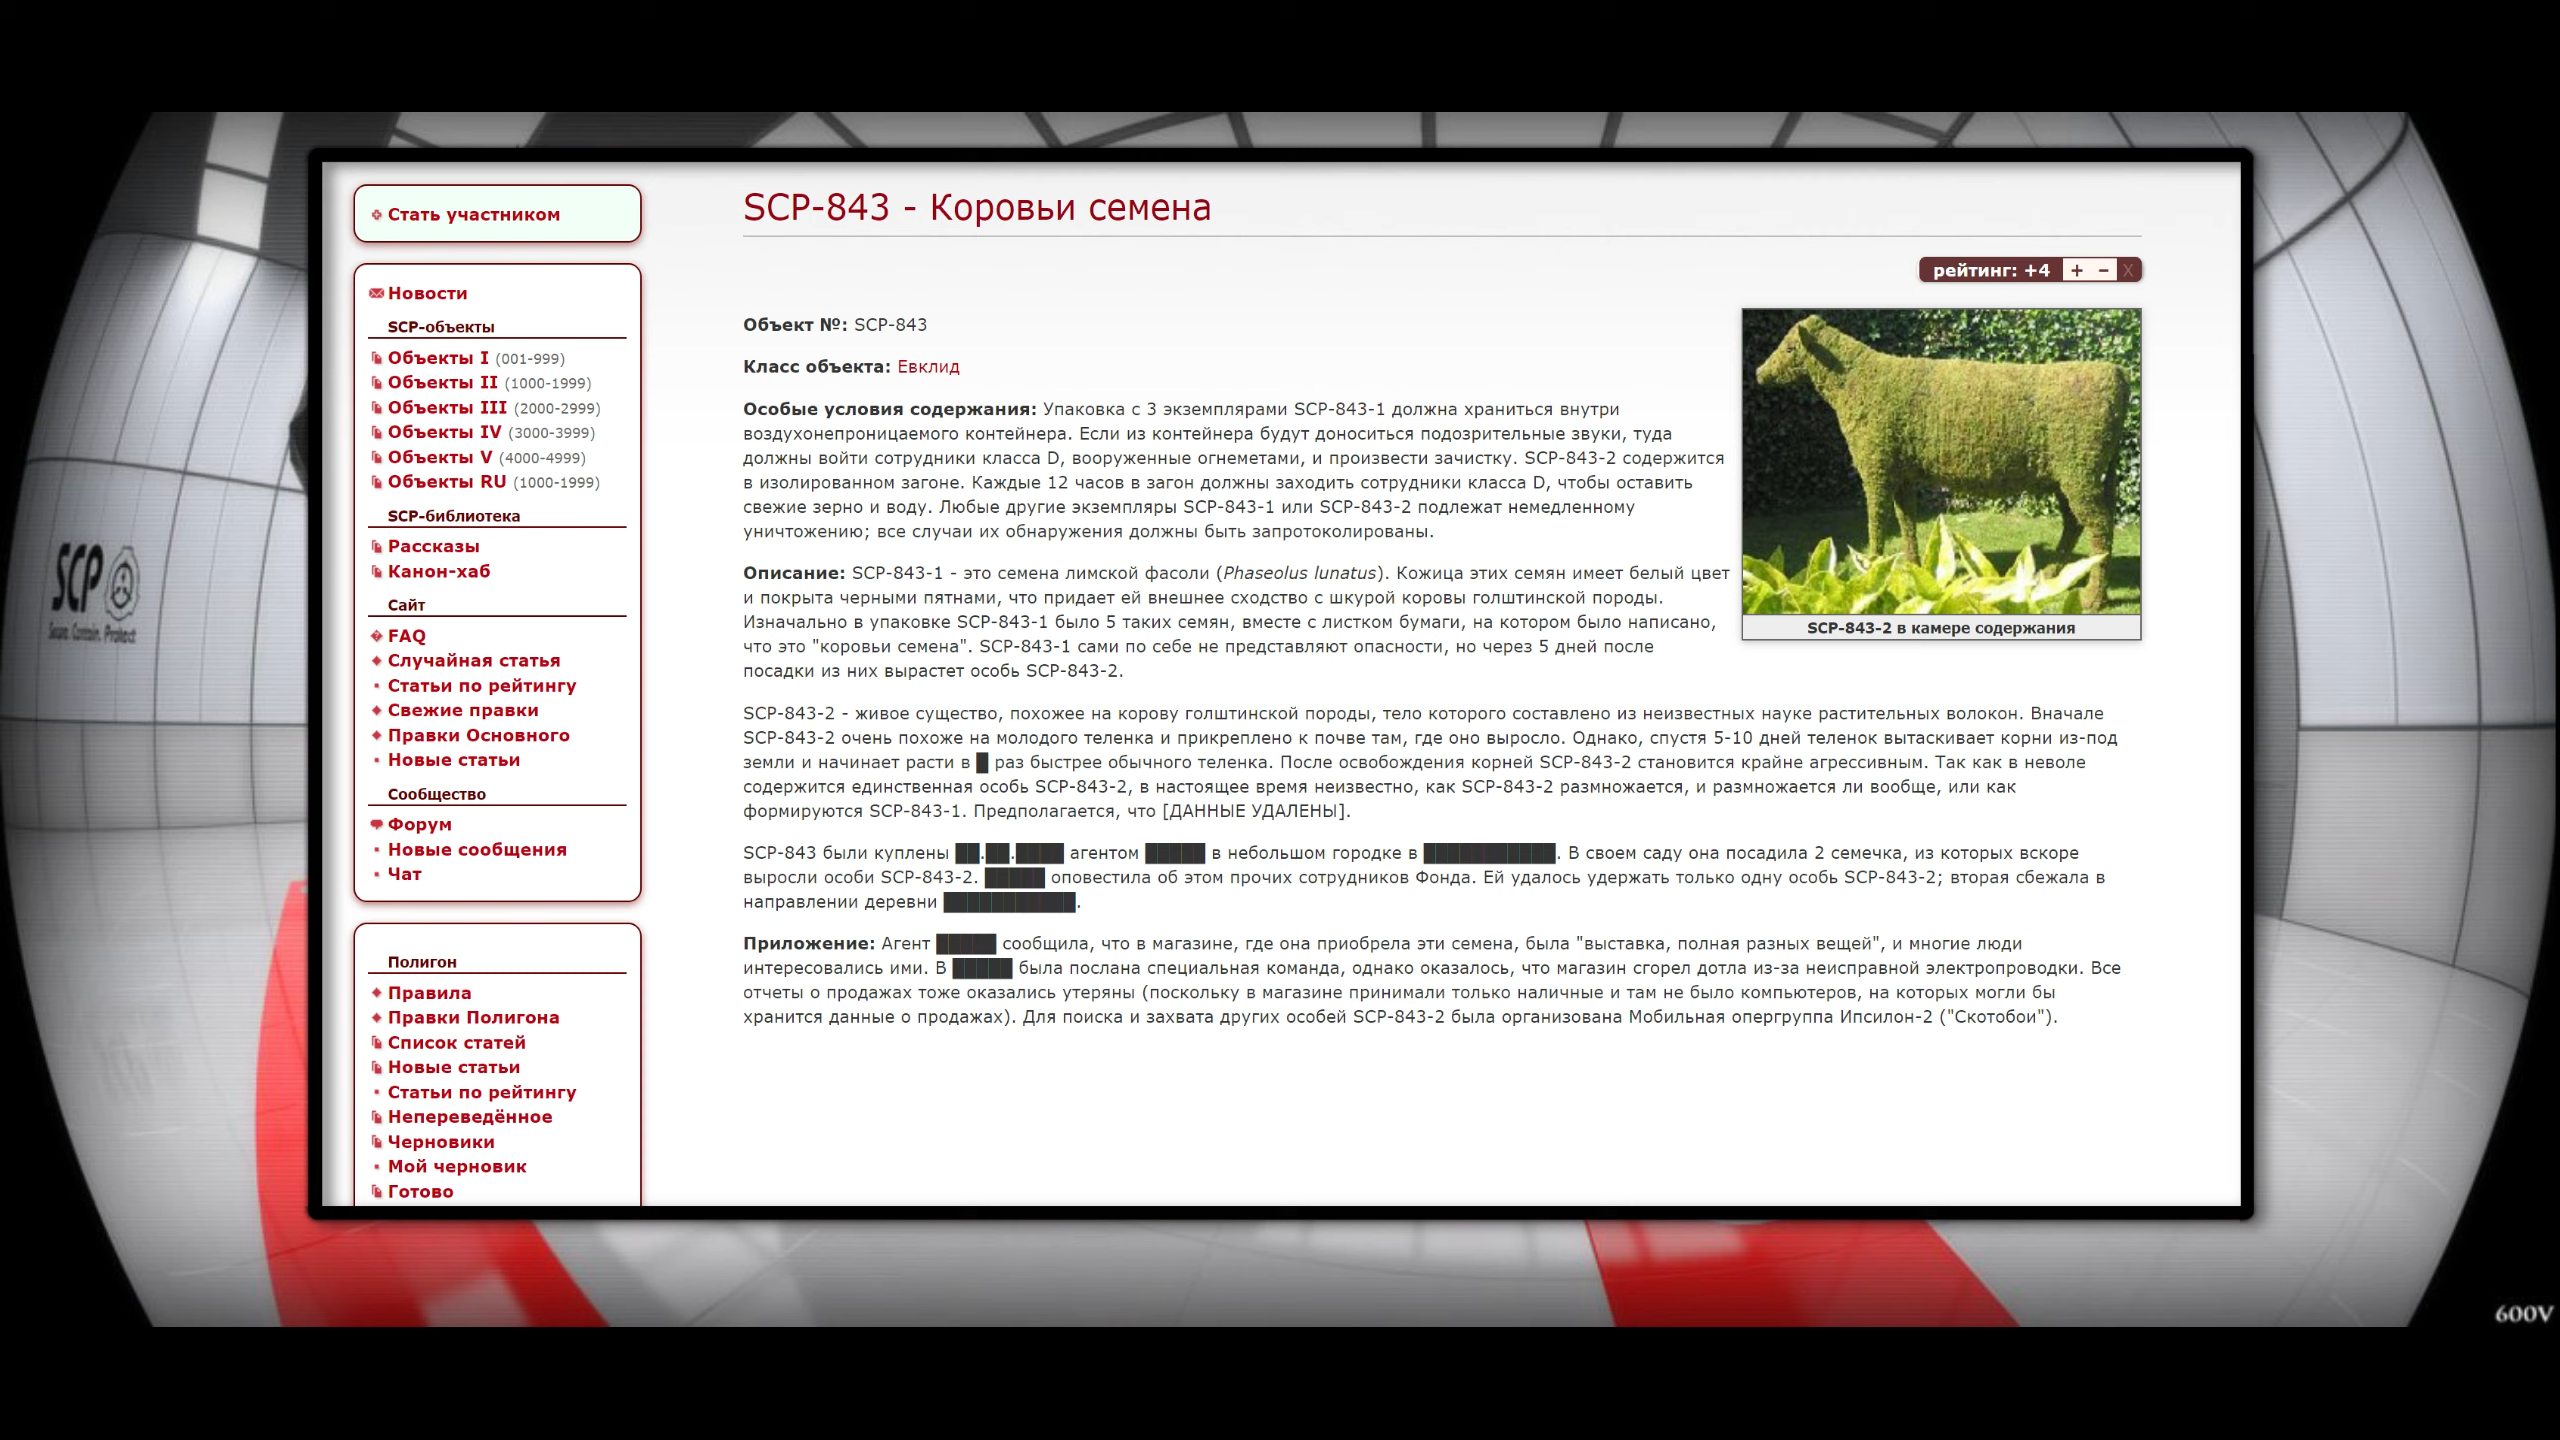 Стать участником
Новости
SCP-объекты
Объекты I (001-999)
Объекты II (1000-1999)
Объекты III (2000-2999)
Объекты IV (3000-3999)
Объекты V (4000-4999)
Объекты RU (1000-1999)
SCP-библиотека
Рассказы
Канон-хаб
Сайт
FAQ
Случайная статья
Статьи по рейтингу
Свежие правки
Правки Основного
Новые статьи
Сообщество
Форум
Новые сообщения
Чат
Полигон
Правила
Правки Полигона
Список статей
Новые статьи
Статьи по рейтингу
Непереведённое
Черновики
Мой черновик
Готово
SCP-843 - Коровьи семена
рейтинг: +4 + − X
Объект №: SCP-843
Класс объекта: Евклид
Особые условия содержания: Упаковка с 3 экземплярами SCP-843-1 должна храниться внутри
воздухонепроницаемого контейнера. Если из контейнера будут доноситься подозрительные звуки, туда
должны войти сотрудники класса D, вооруженные огнеметами, и произвести зачистку. SCP-843-2 содержится
в изолированном загоне. Каждые 12 часов в загон должны заходить сотрудники класса D, чтобы оставить
свежие зерно и воду. Любые другие экземпляры SCP-843-1 или SCP-843-2 подлежат немедленному
уничтожению; все случаи их обнаружения должны быть запротоколированы.
SCP-843-2 в камере содержания
Описание: SCP-843-1 - это семена лимской фасоли (Phaseolus lunatus). Кожица этих семян имеет белый цвет
и покрыта черными пятнами, что придает ей внешнее сходство с шкурой коровы голштинской породы.
Изначально в упаковке SCP-843-1 было 5 таких семян, вместе с листком бумаги, на котором было написано,
что это "коровьи семена". SCP-843-1 сами по себе не представляют опасности, но через 5 дней после
посадки из них вырастет особь SCP-843-2.
SCP-843-2 - живое существо, похожее на корову голштинской породы, тело которого составлено из неизвестных науке растительных волокон. Вначале
SCP-843-2 очень похоже на молодого теленка и прикреплено к почве там, где оно выросло. Однако, спустя 5-10 дней теленок вытаскивает корни из-под
земли и начинает расти в █ раз быстрее обычного теленка. После освобождения корней SCP-843-2 становится крайне агрессивным. Так как в неволе
содержится единственная особь SCP-843-2, в настоящее время неизвестно, как SCP-843-2 размножается, и размножается ли вообще, или как
формируются SCP-843-1. Предполагается, что [ДАННЫЕ УДАЛЕНЫ].
SCP-843 были куплены ██.██.████ агентом █████ в небольшом городке в ███████████. В своем саду она посадила 2 семечка, из которых вскоре
выросли особи SCP-843-2. █████ оповестила об этом прочих сотрудников Фонда. Ей удалось удержать только одну особь SCP-843-2; вторая сбежала в
направлении деревни ███████████.
Приложение: Агент █████ сообщила, что в магазине, где она приобрела эти семена, была "выставка, полная разных вещей", и многие люди
интересовались ими. В █████ была послана специальная команда, однако оказалось, что магазин сгорел дотла из-за неисправной электропроводки. Все
отчеты о продажах тоже оказались утеряны (поскольку в магазине принимали только наличные и там не было компьютеров, на которых могли бы
хранится данные о продажах). Для поиска и захвата других особей SCP-843-2 была организована Мобильная опергруппа Ипсилон-2 ("Скотобои").
SCP
Secure. Contain. Protect
600V